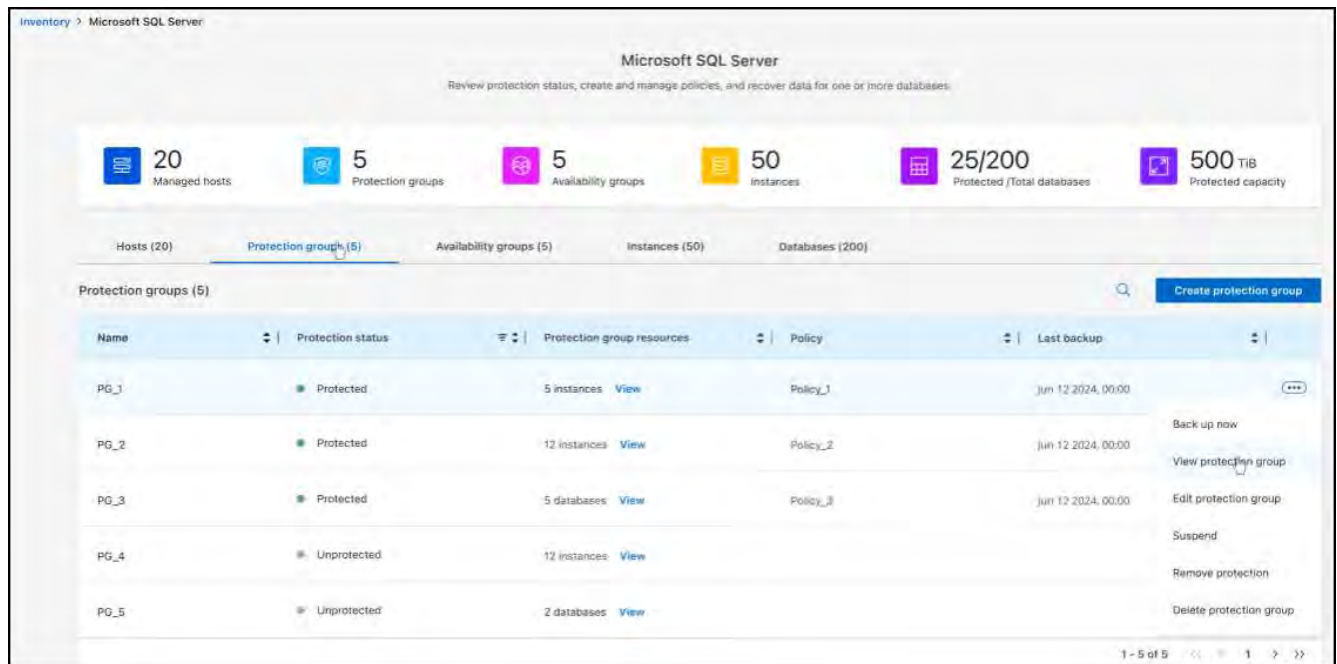 Inventory > Microsoft SQL Server
Microsoft SQL Server
Review protection status, create and manage policies, and recover data for one or more databases
20 Managed hosts
5 Protection groups
5 Availability groups
50 Instances
25/200 Protected /Total databases
500 TiB Protected capacity
Hosts (20) Protection groups (5) Availability groups (5) Instances (50) Databases (200)
Protection groups (5) Create protection group
Name Protection status Protection group resources Policy Last backup
PG_1 Protected 5 instances View Policy_1 Jun 12 2024, 00:00
PG_2 Protected 12 instances View Policy_2 Jun 12 2024, 00:00
PG_3 Protected 5 databases View Policy_3 Jun 12 2024, 00:00
PG_4 Unprotected 12 instances View
PG_5 Unprotected 2 databases View
Back up now
View protection group
Edit protection group
Suspend
Remove protection
Delete protection group
1 - 5 of 5 << < 1 > >>